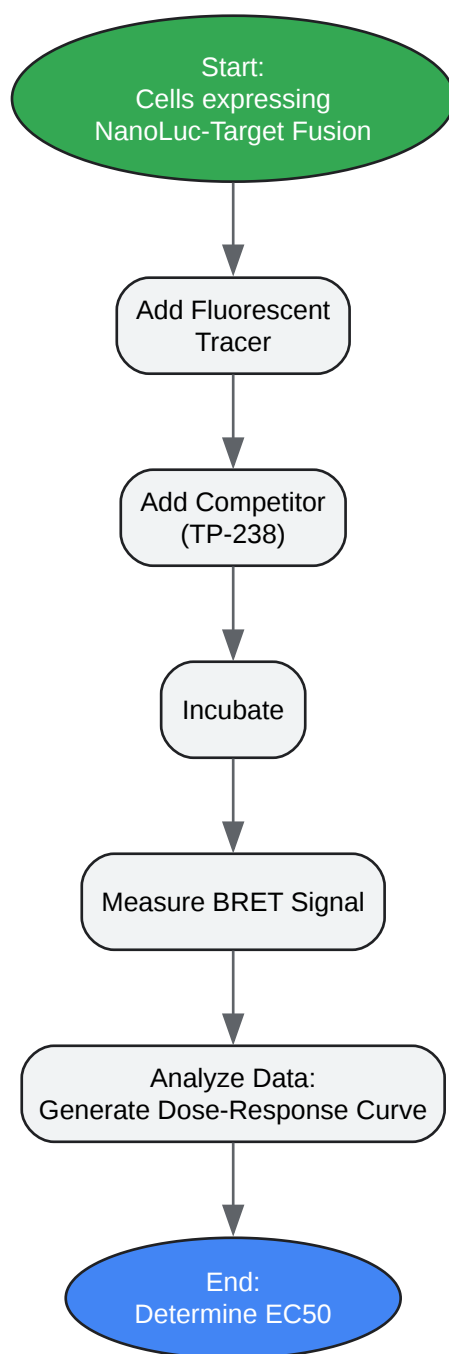 Start:
Cells expressing
NanoLuc-Target Fusion
Add Fluorescent
Tracer
Add Competitor
(TP-238)
Incubate
Measure BRET Signal
Analyze Data:
Generate Dose-Response Curve
End:
Determine EC50